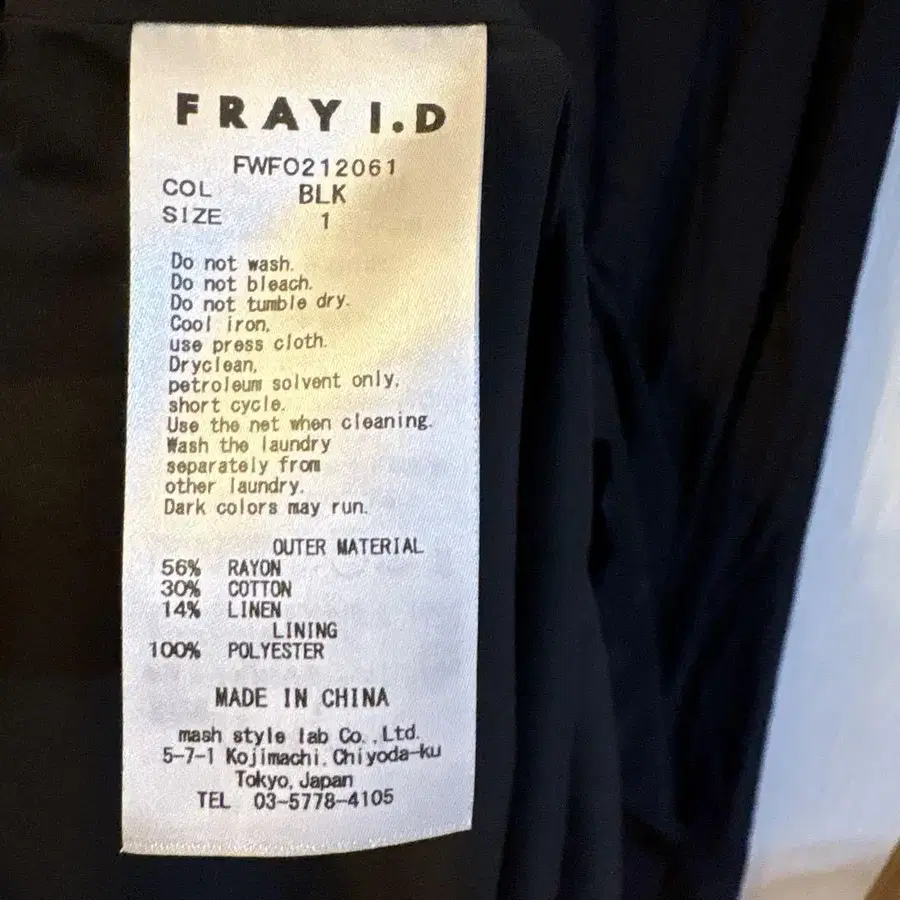 FRAY I.D
FWFO212061
COL BLK
SIZE 1
Do not wash.
Do not bleach.
Do not tumble dry.
Cool iron,
use press cloth.
Dryclean,
petroleum solvent only,
short cycle.
Use the net when cleaning.
Wash the laundry
separately from
other laundry.
Dark colors may run.
OUTER MATERIAL
56% RAYON
30% COTTON
14% LINEN
LINING
100% POLYESTER
MADE IN CHINA
mash style lab Co.,Ltd.
5-7-1 Kojimachi, Chiyoda-ku
Tokyo, Japan
TEL 03-5778-4105